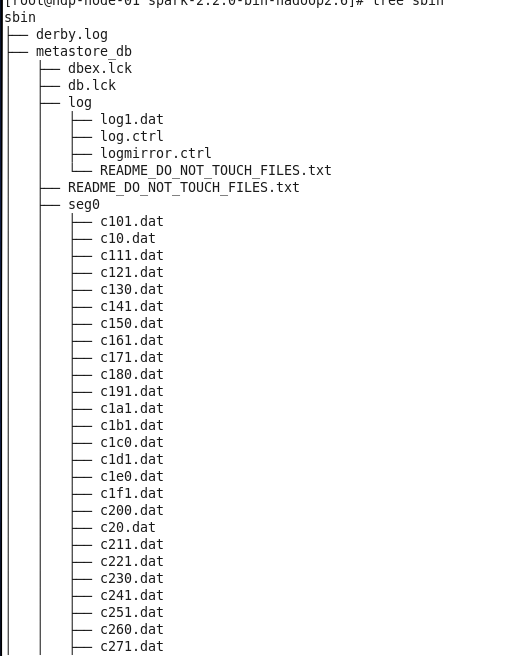 [root@hdp-node-01 spark-2.2.0-bin-hadoop2.6]# tree sbin
sbin
├── derby.log
├── metastore_db
│   ├── dbex.lck
│   ├── db.lck
│   ├── log
│   │   ├── log1.dat
│   │   ├── log.ctrl
│   │   ├── logmirror.ctrl
│   │   └── README_DO_NOT_TOUCH_FILES.txt
│   ├── README_DO_NOT_TOUCH_FILES.txt
│   ├── seg0
│   │   ├── c101.dat
│   │   ├── c10.dat
│   │   ├── c111.dat
│   │   ├── c121.dat
│   │   ├── c130.dat
│   │   ├── c141.dat
│   │   ├── c150.dat
│   │   ├── c161.dat
│   │   ├── c171.dat
│   │   ├── c180.dat
│   │   ├── c191.dat
│   │   ├── c1a1.dat
│   │   ├── c1b1.dat
│   │   ├── c1c0.dat
│   │   ├── c1d1.dat
│   │   ├── c1e0.dat
│   │   ├── c1f1.dat
│   │   ├── c200.dat
│   │   ├── c20.dat
│   │   ├── c211.dat
│   │   ├── c221.dat
│   │   ├── c230.dat
│   │   ├── c241.dat
│   │   ├── c251.dat
│   │   ├── c260.dat
│   │   ├── c271.dat